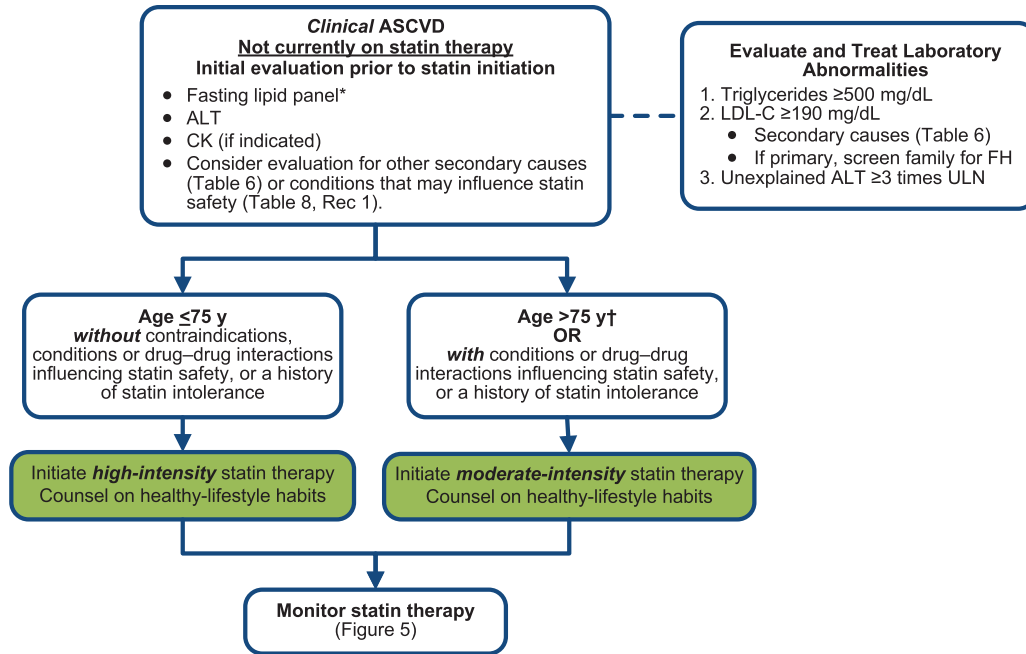 Clinical ASCVD
Not currently on statin therapy
Initial evaluation prior to statin initiation
• Fasting lipid panel*
• ALT
• CK (if indicated)
• Consider evaluation for other secondary causes
(Table 6) or conditions that may influence statin
safety (Table 8, Rec 1).
Evaluate and Treat Laboratory
Abnormalities
1. Triglycerides ≥500 mg/dL
2. LDL-C ≥190 mg/dL
• Secondary causes (Table 6)
• If primary, screen family for FH
3. Unexplained ALT ≥3 times ULN
Age ≤75 y
without contraindications,
conditions or drug–drug interactions
influencing statin safety, or a history
of statin intolerance
Age >75 y†
OR
with conditions or drug–drug
interactions influencing statin safety,
or a history of statin intolerance
Initiate high-intensity statin therapy
Counsel on healthy-lifestyle habits
Initiate moderate-intensity statin therapy
Counsel on healthy-lifestyle habits
Monitor statin therapy
(Figure 5)